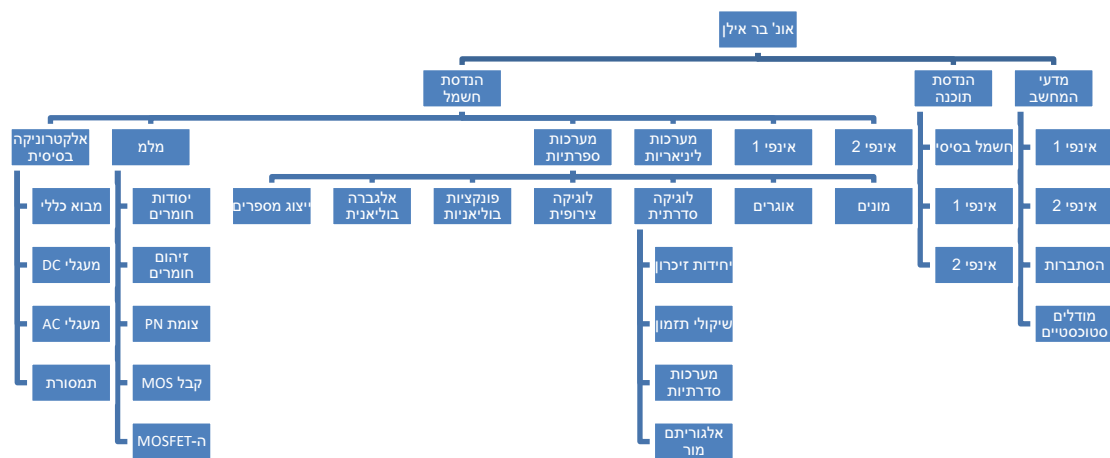 אונ' בר אילן
מדעי
המחשב
הנדסת
תוכנה
הנדסת
חשמל
אינפי 1
אינפי 2
הסתברות
מודלים
סטוכסטיים
חשמל בסיסי
אינפי 1
אינפי 2
אינפי 2
אינפי 1
מערכות
ליניאריות
מערכות
ספרתיות
מלמ
אלקטרוניקה
בסיסית
מונים
אוגרים
לוגיקה
סדרתית
לוגיקה
צירופית
פונקציות
בוליאניות
אלגברה
בוליאנית
ייצוג מספרים
יחידות זיכרון
שיקולי תזמון
מערכות
סדרתיות
אלגוריתם
מור
יסודות
חומרים
זיהום
חומרים
צומת PN
קבל MOS
ה-MOSFET
מבוא כללי
מעגלי DC
מעגלי AC
תמסורת